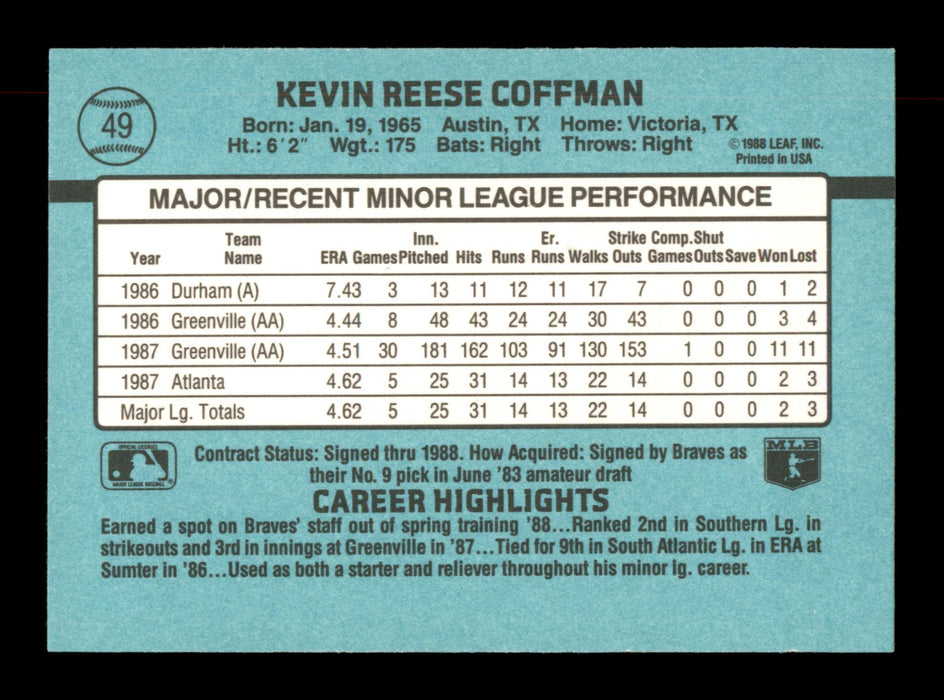 KEVIN REESE COFFMAN
49
Born: Jan. 19, 1965 Austin, TX Home: Victoria, TX
Ht.: 6'2" Wgt.: 175 Bats: Right Throws: Right
©1988 LEAF, INC.
Printed in USA
MAJOR/RECENT MINOR LEAGUE PERFORMANCE
Year Team Name ERA Games Inn. Pitched Hits Runs Er. Runs Walks Strike Outs Comp. Games Shut Outs Save Won Lost
1986 Durham (A) 7.43 3 13 11 12 11 17 7 0 0 0 1 2
1986 Greenville (AA) 4.44 8 48 43 24 24 30 43 0 0 0 3 4
1987 Greenville (AA) 4.51 30 181 162 103 91 130 153 1 0 0 11 11
1987 Atlanta 4.62 5 25 31 14 13 22 14 0 0 0 2 3
Major Lg. Totals 4.62 5 25 31 14 13 22 14 0 0 0 2 3
OFFICIAL LICENSEE
MAJOR LEAGUE BASEBALL
®
Contract Status: Signed thru 1988. How Acquired: Signed by Braves as
their No. 9 pick in June '83 amateur draft
MLB
CAREER HIGHLIGHTS
Earned a spot on Braves' staff out of spring training '88...Ranked 2nd in Southern Lg. in
strikeouts and 3rd in innings at Greenville in '87...Tied for 9th in South Atlantic Lg. in ERA at
Sumter in '86...Used as both a starter and reliever throughout his minor lg. career.